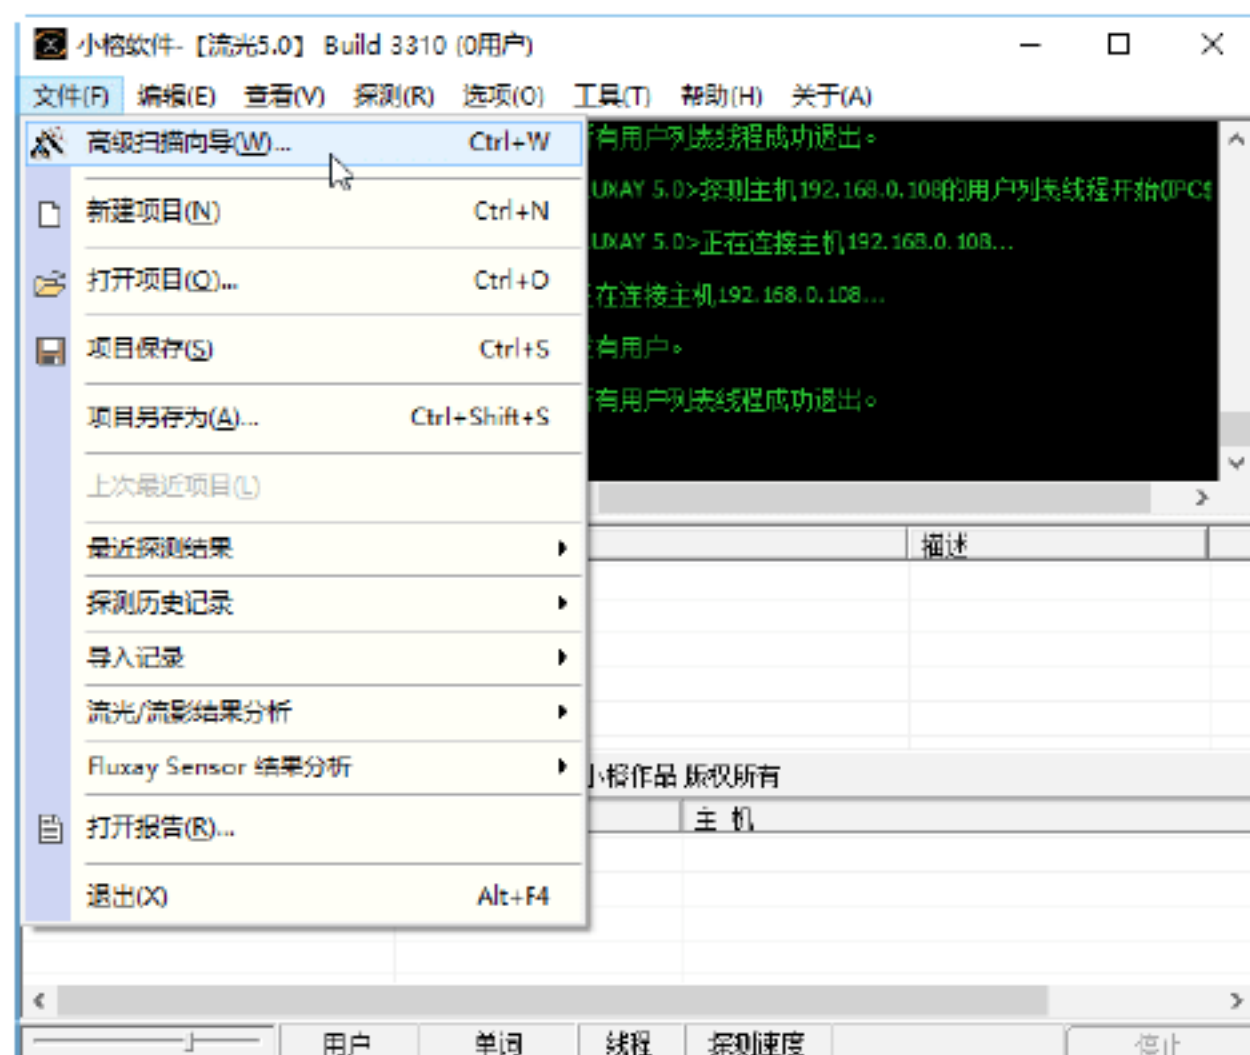 小榕软件-【流光5.0】 Build 3310 (0用户)
文件(F) 编辑(E) 查看(V) 探测(R) 选项(O) 工具(T) 帮助(H) 关于(A)
高级扫描向导(W)... Ctrl+W
新建项目(N) Ctrl+N
打开项目(O)... Ctrl+O
项目保存(S) Ctrl+S
项目另存为(A)... Ctrl+Shift+S
上次最近项目(L)
最近探测结果
探测历史记录
导入记录
流光/流影结果分析
Fluxay Sensor 结果分析
打开报告(R)...
退出(X) Alt+F4
有用户列表线程成功退出。
UXAY 5.0>探测主机192.168.0.108的用户列表线程开始(IPC$
UXAY 5.0>正在连接主机192.168.0.108...
在连接主机192.168.0.108...
有用户。
有用户列表线程成功退出。
描述
小榕作品 版权所有
主 机
用户 单词 线程 探测速度 停止